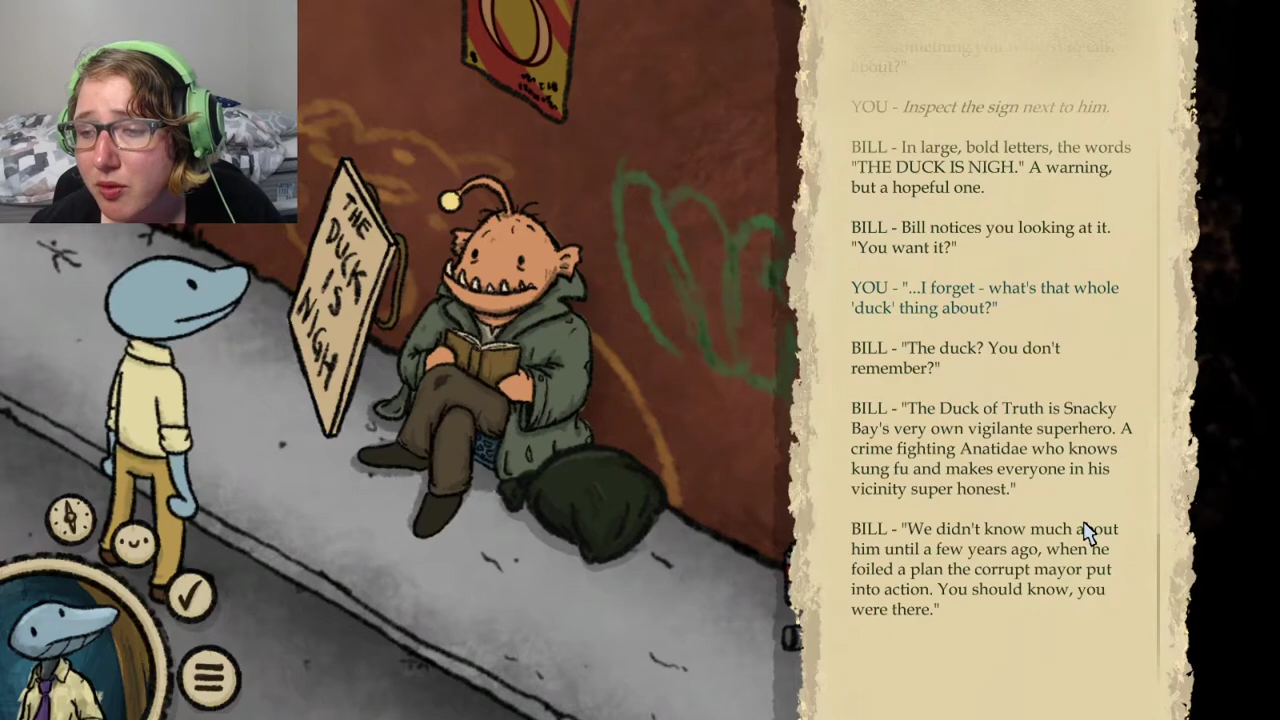 THE
DUCK
IS
NIGH
something you
about?"
YOU - Inspect the sign next to him.
BILL - In large, bold letters, the words
"THE DUCK IS NIGH." A warning,
but a hopeful one.
BILL - Bill notices you looking at it.
"You want it?"
YOU - "...I forget - what's that whole
'duck' thing about?"
BILL - "The duck? You don't
remember?"
BILL - "The Duck of Truth is Snacky
Bay's very own vigilante superhero. A
crime fighting Anatidae who knows
kung fu and makes everyone in his
vicinity super honest."
BILL - "We didn't know much about
him until a few years ago, when he
foiled a plan the corrupt mayor put
into action. You should know, you
were there."